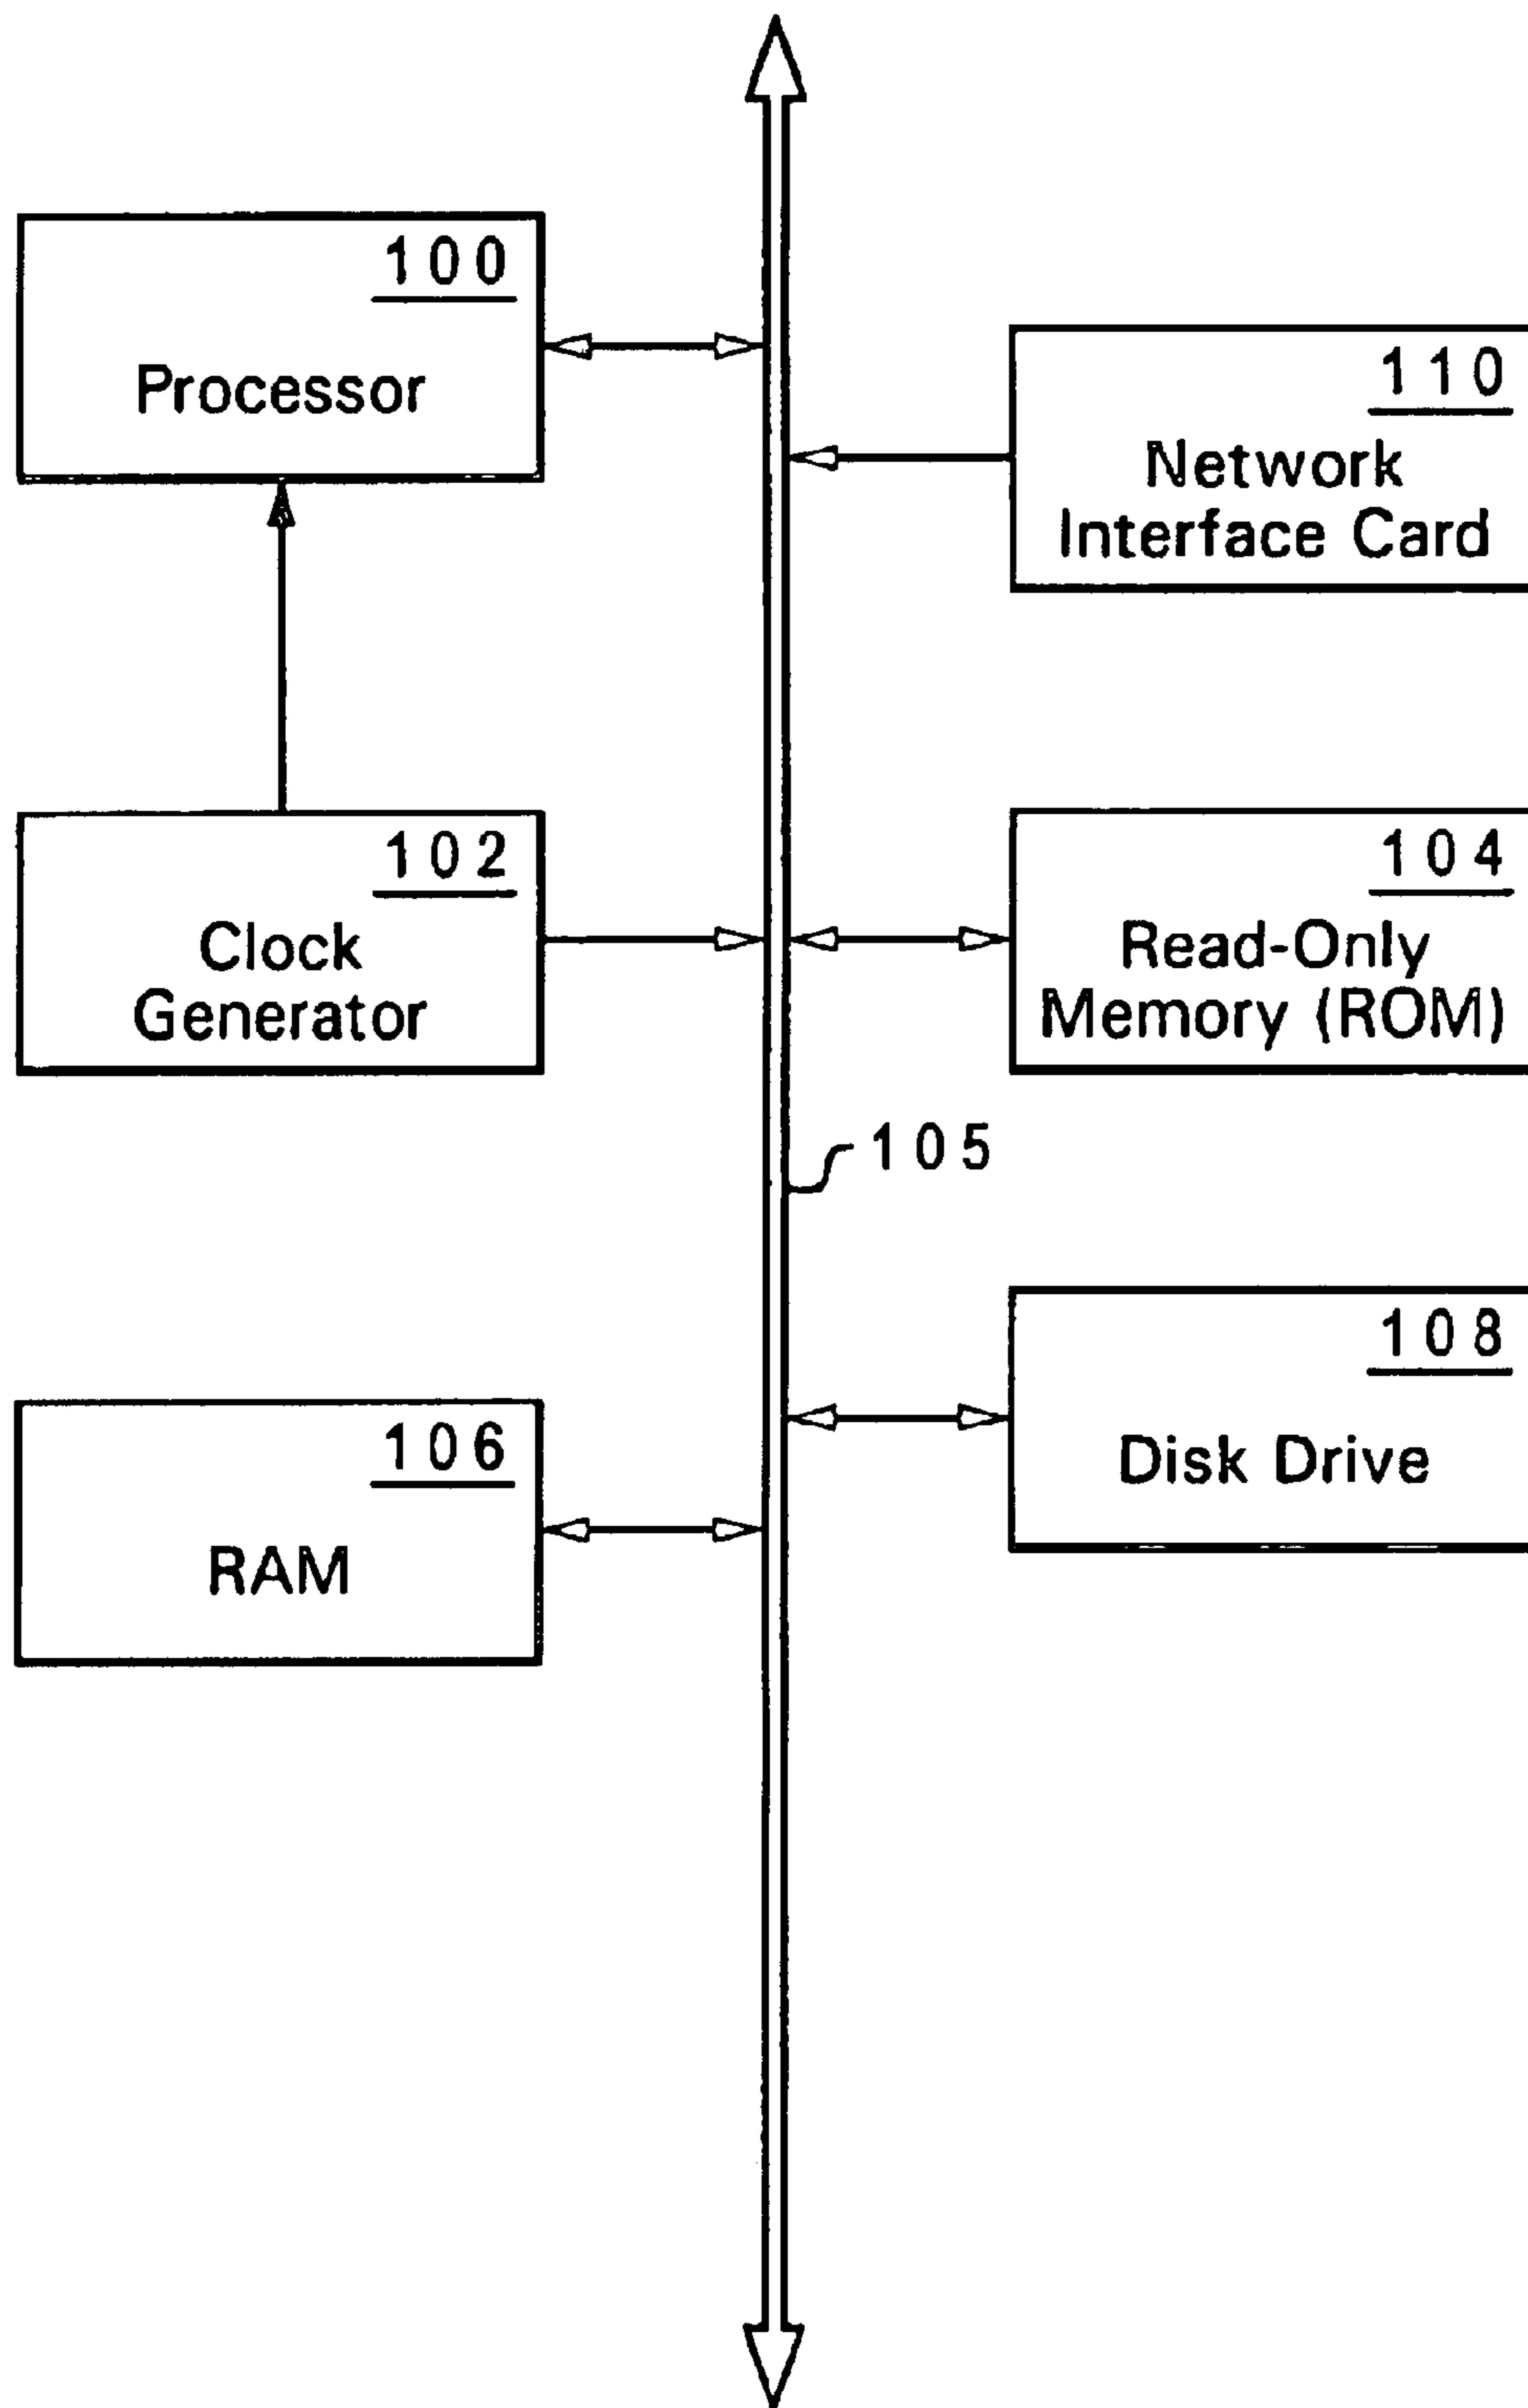 100
Processor
110
Network
Interface Card
102
Clock
Generator
104
Read-Only
Memory (ROM)
105
108
Disk Drive
106
RAM